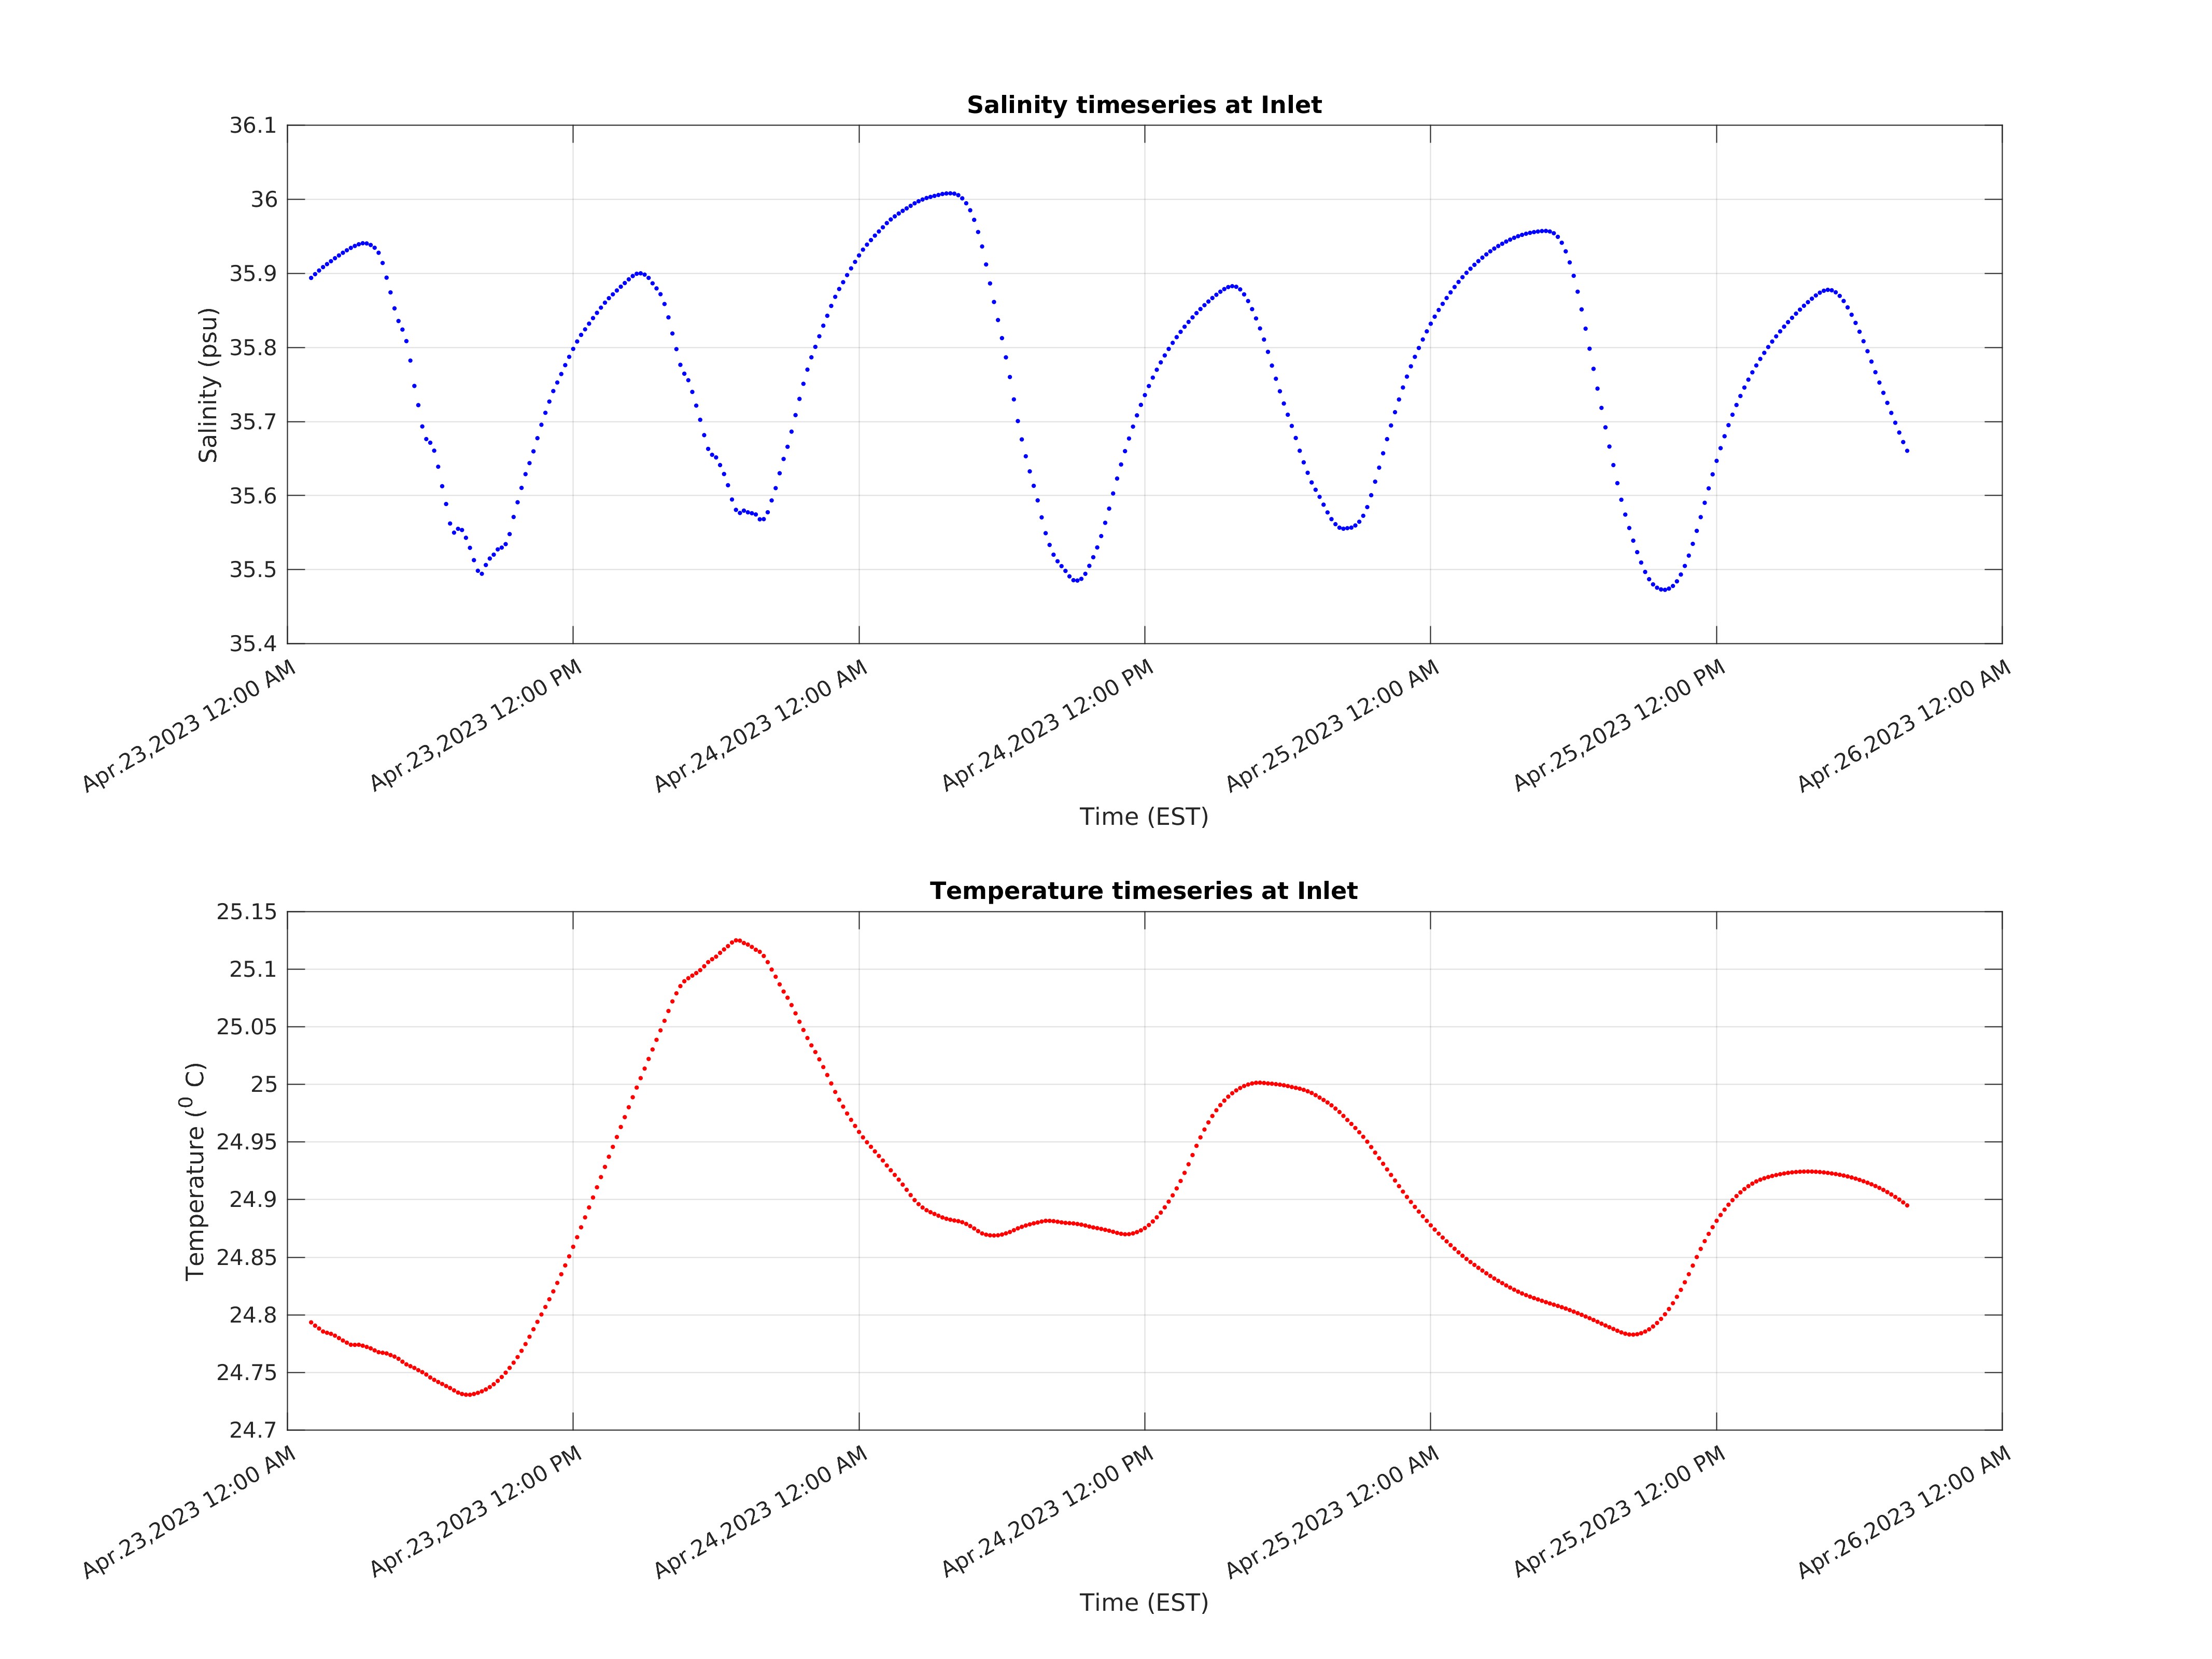 Salinity timeseries at Inlet
36.1
36
35.9
35.8
35.7
35.6
35.5
35.4
Salinity (psu)
Apr.23,2023 12:00 AM
Apr.23,2023 12:00 PM
Apr.24,2023 12:00 AM
Apr.24,2023 12:00 PM
Apr.25,2023 12:00 AM
Apr.25,2023 12:00 PM
Apr.26,2023 12:00 AM
Time (EST)
Temperature timeseries at Inlet
25.15
25.1
25.05
25
24.95
24.9
24.85
24.8
24.75
24.7
Temperature (⁰ C)
Apr.23,2023 12:00 AM
Apr.23,2023 12:00 PM
Apr.24,2023 12:00 AM
Apr.24,2023 12:00 PM
Apr.25,2023 12:00 AM
Apr.25,2023 12:00 PM
Apr.26,2023 12:00 AM
Time (EST)